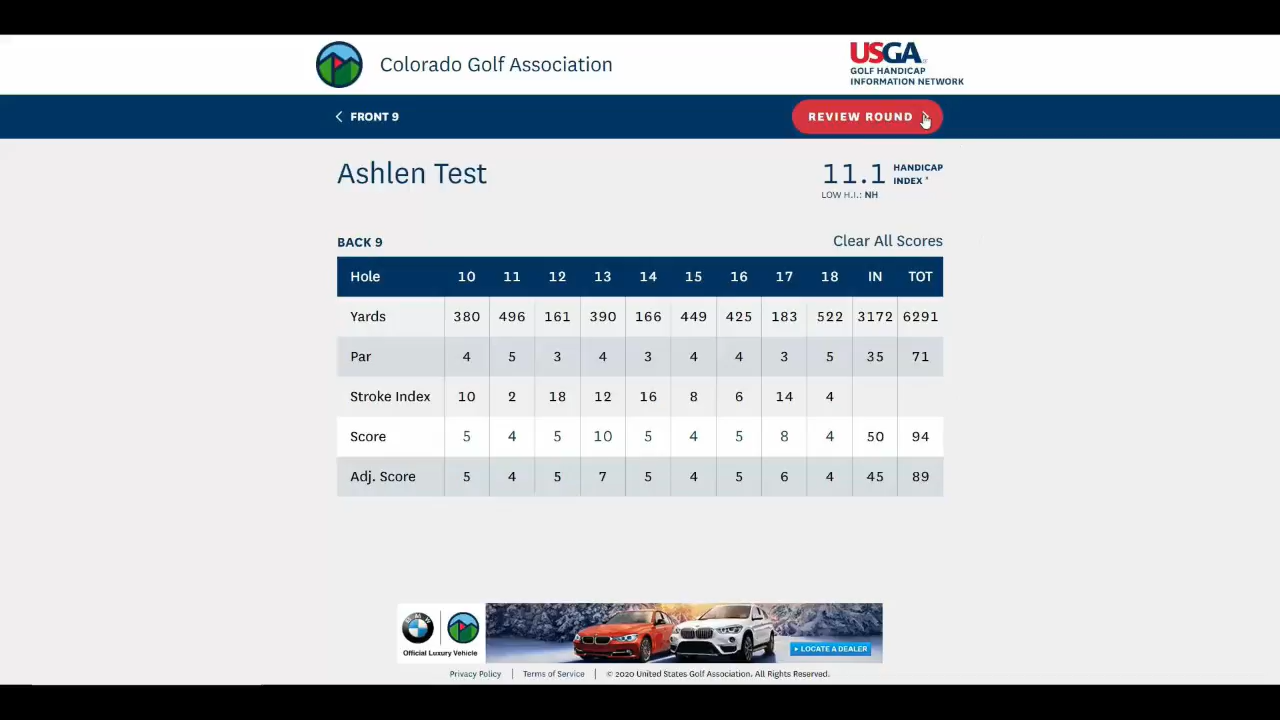 Colorado Golf Association
USGA
GOLF HANDICAP
INFORMATION NETWORK
FRONT 9
REVIEW ROUND
Ashlen Test
11.1 HANDICAP INDEX *
LOW H.I.: NH
BACK 9
Clear All Scores
Hole 10 11 12 13 14 15 16 17 18 IN TOT
Yards 380 496 161 390 166 449 425 183 522 3172 6291
Par 4 5 3 4 3 4 4 3 5 35 71
Stroke Index 10 2 18 12 16 8 6 14 4
Score 5 4 5 10 5 4 5 8 4 50 94
Adj. Score 5 4 5 7 5 4 5 6 4 45 89
Official Luxury Vehicle
LOCATE A DEALER
Privacy Policy | Terms of Service | © 2020 United States Golf Association. All Rights Reserved.